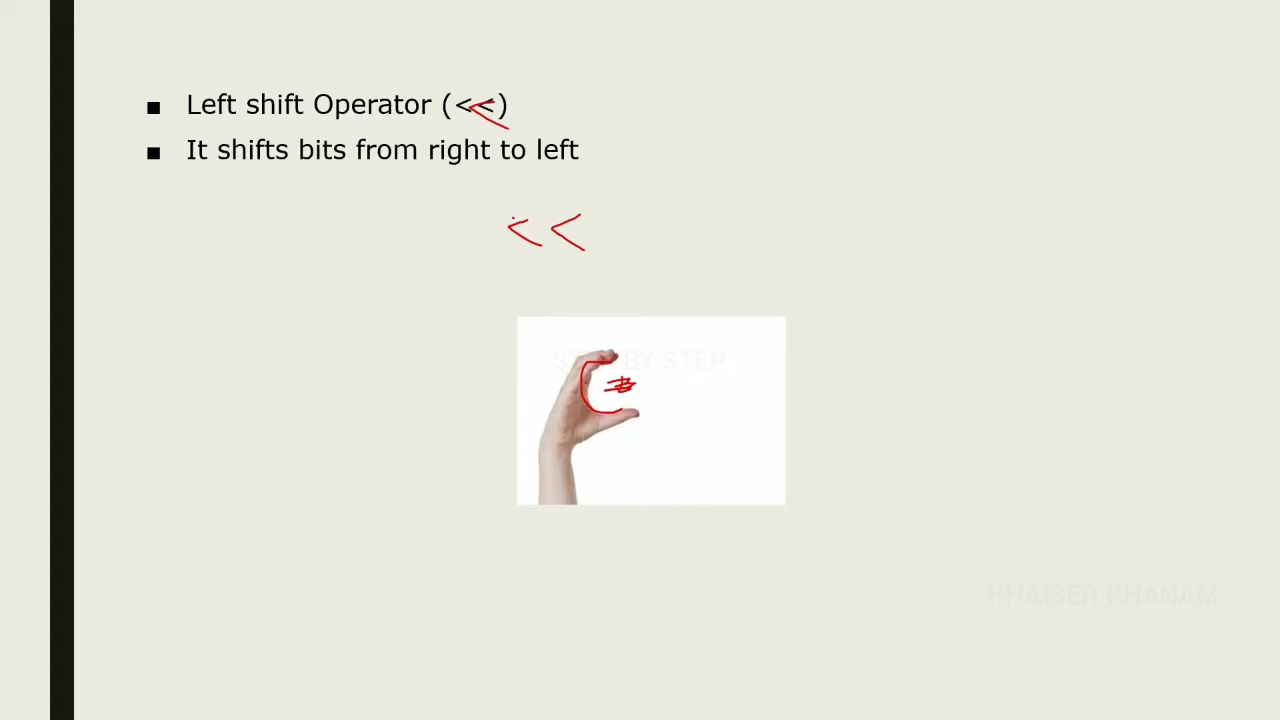 Left shift Operator (<<)
It shifts bits from right to left
<<
STEP BY STEP
KHAISER KHANAM